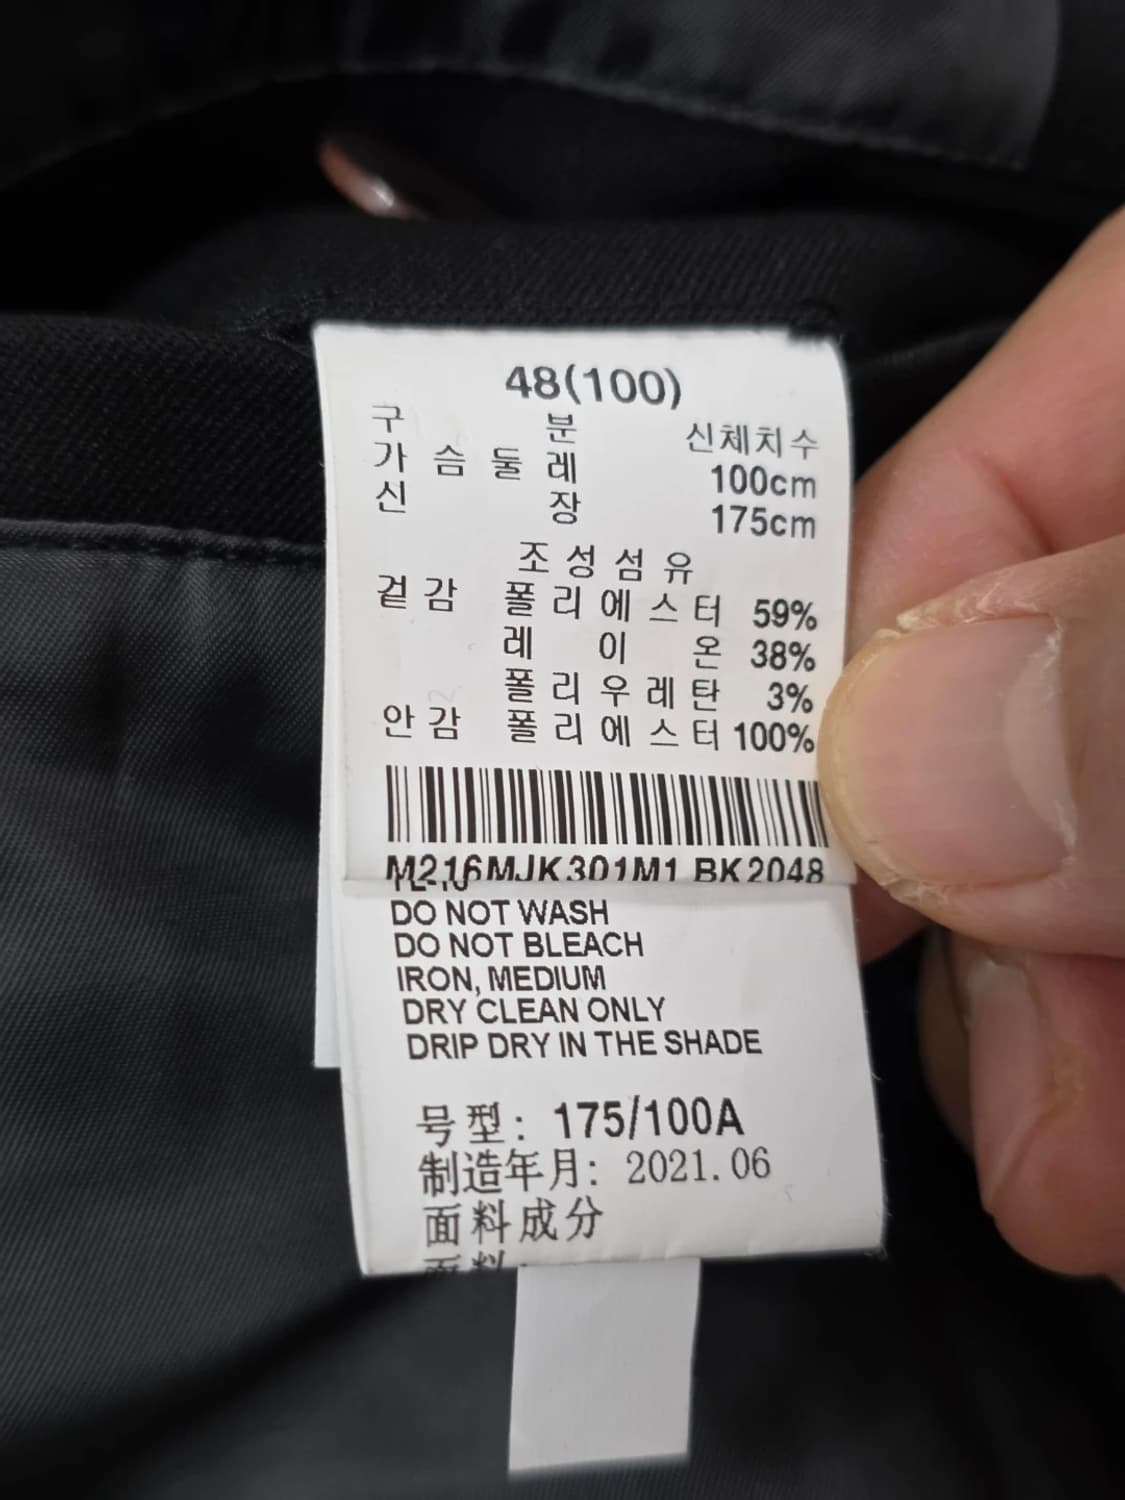 48(100)
구 분 신체치수
가 슴 둘 레 100cm
신 장 175cm
조 성 섬 유
겉 감 폴 리 에 스 터 59%
레 이 온 38%
폴 리 우 레 탄 3%
안 감 폴 리 에 스 터 100%
M216MJK301M1 BK2048
DO NOT WASH
DO NOT BLEACH
IRON, MEDIUM
DRY CLEAN ONLY
DRIP DRY IN THE SHADE
号型: 175/100A
制造年月: 2021.06
面料成分
面料: